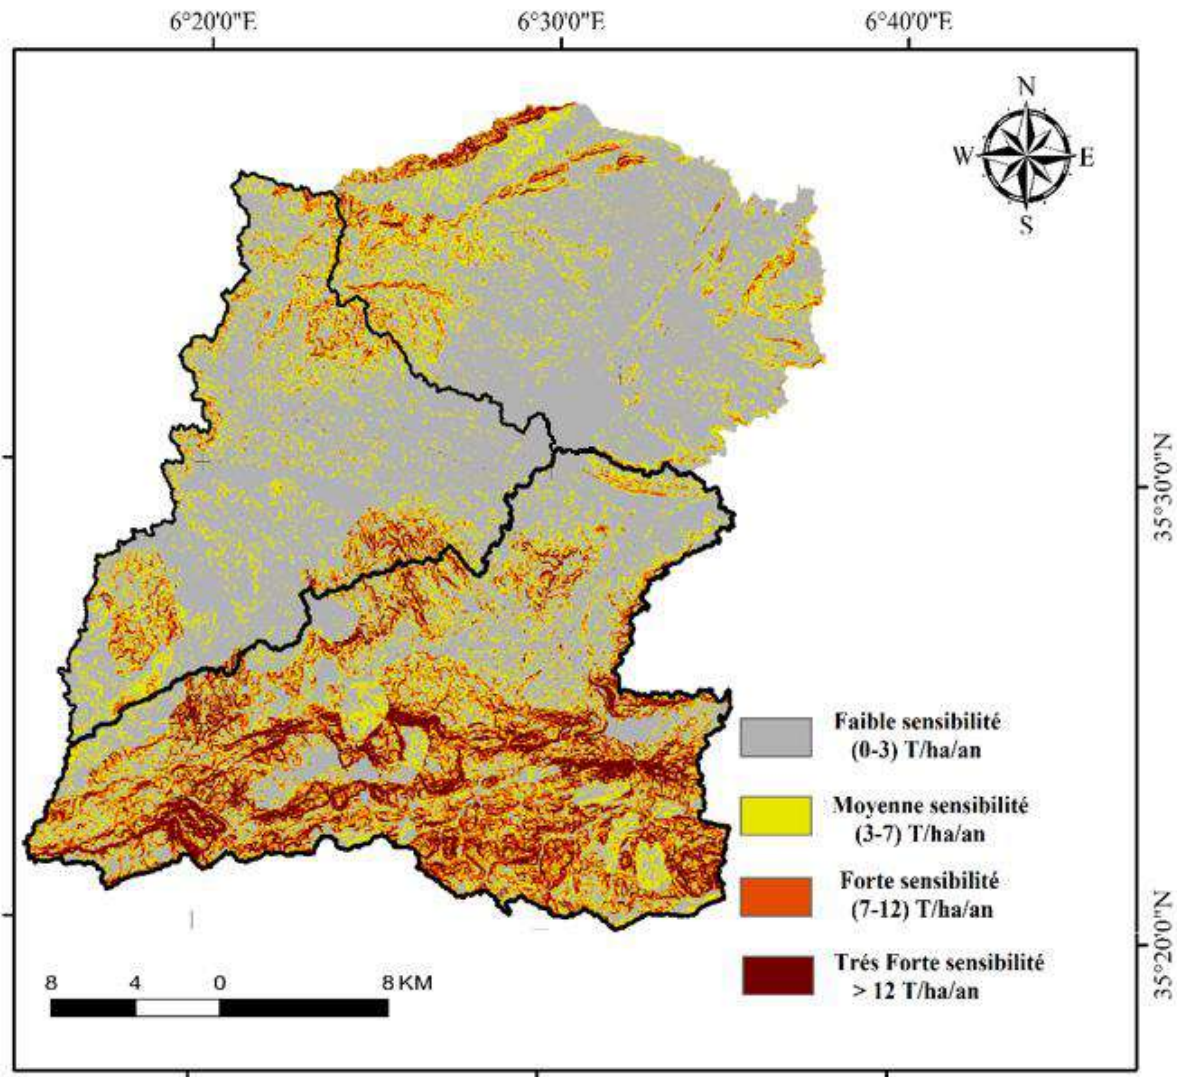 6°20'0"E 6°30'0"E 6°40'0"E
N
W E
S
35°30'0"N
Faible sensibilité
(0-3) T/ha/an
Moyenne sensibilité
(3-7) T/ha/an
Forte sensibilité
(7-12) T/ha/an
Trés Forte sensibilité
> 12 T/ha/an
35°20'0"N
8 4 0 8 KM